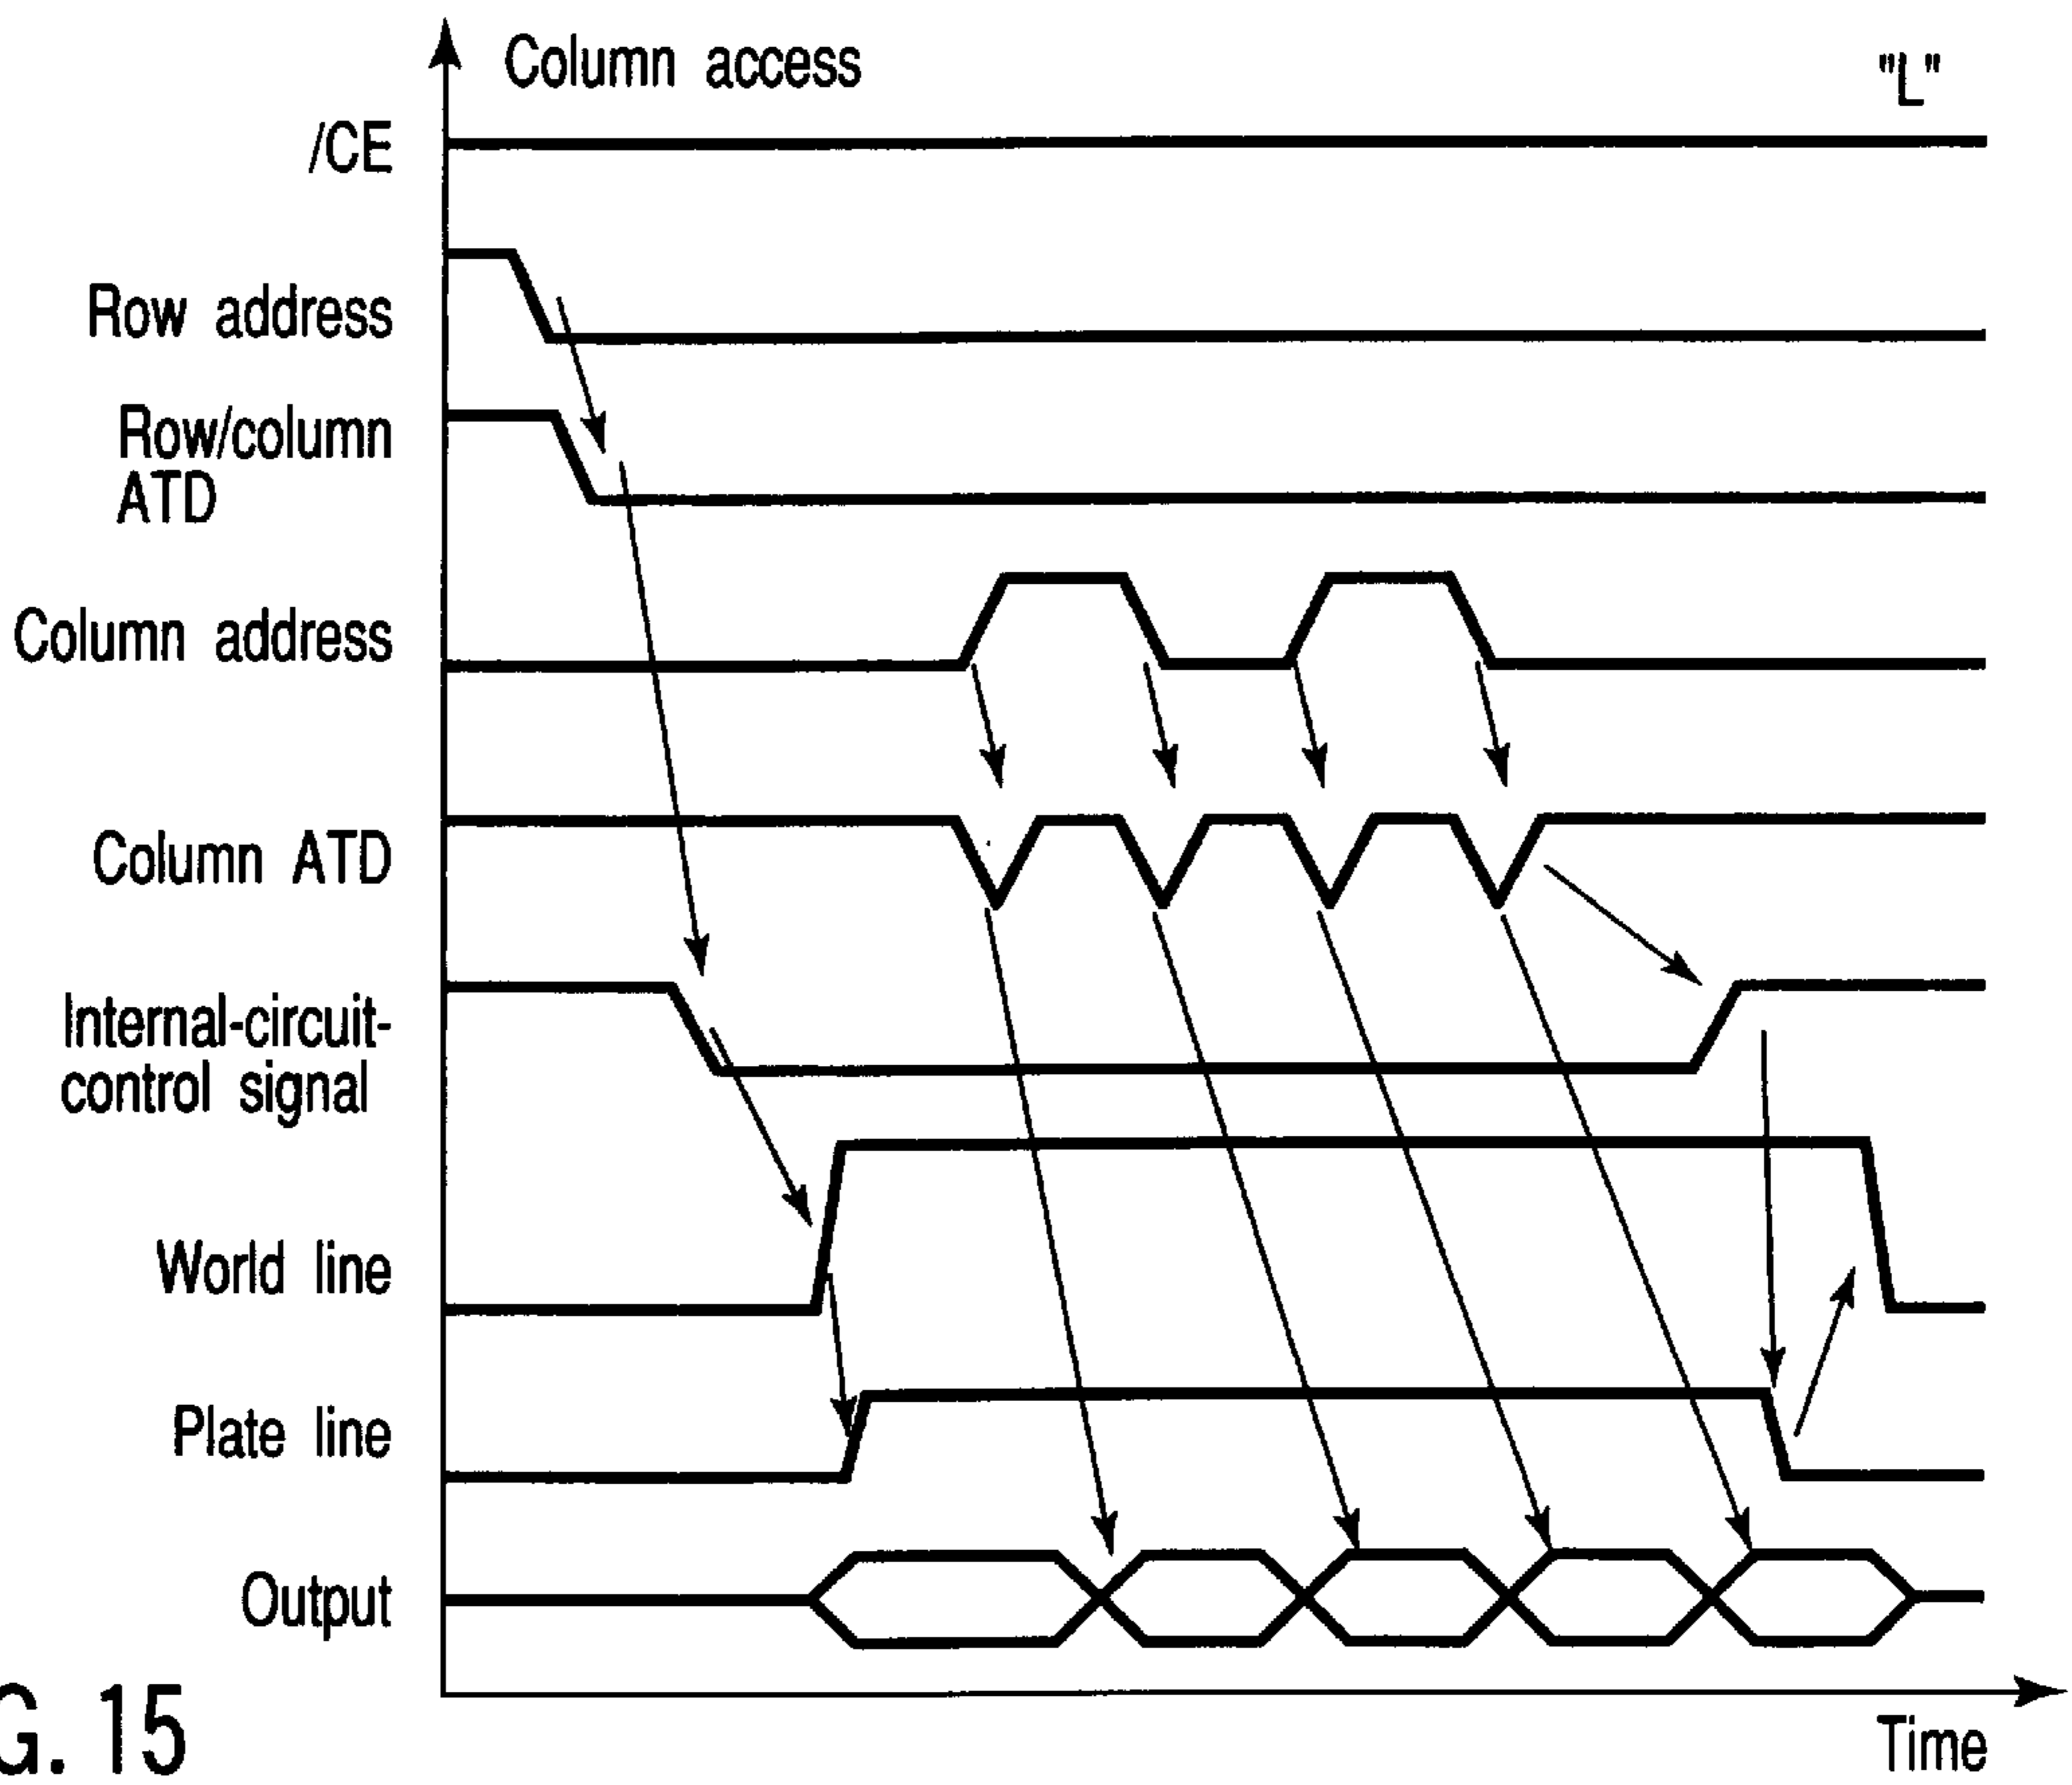 Column access
"L"
/CE
Row address
Row/column
ATD
Column address
Column ATD
Internal-circuit-
control signal
World line
Plate line
Output
G. 15
Time